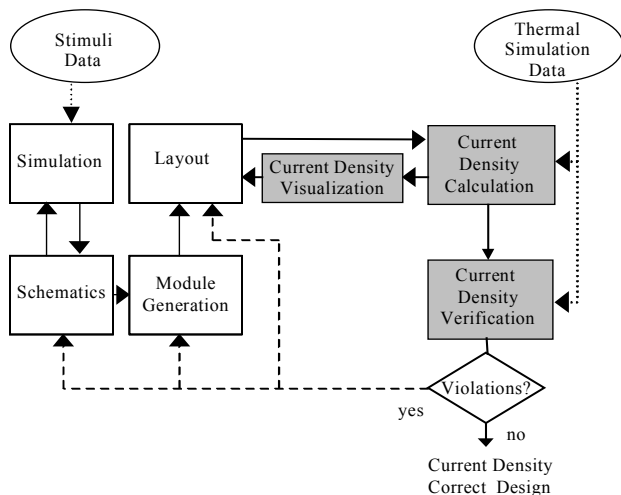 Stimuli
Data
Thermal
Simulation
Data
Simulation
Layout
Current Density
Visualization
Current
Density
Calculation
Schematics
Module
Generation
Current
Density
Verification
Violations?
yes
no
Current Density
Correct Design